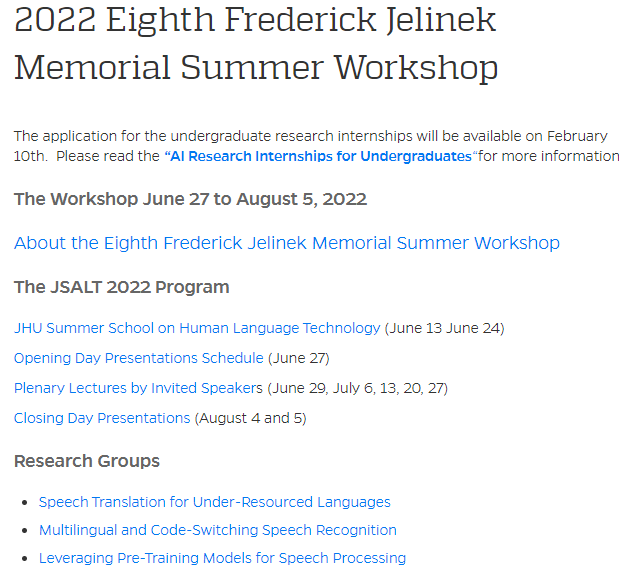 2022 Eighth Frederick Jelinek
Memorial Summer Workshop
The application for the undergraduate research internships will be available on February
10th. Please read the “AI Research Internships for Undergraduates“for more information
The Workshop June 27 to August 5, 2022
About the Eighth Frederick Jelinek Memorial Summer Workshop
The JSALT 2022 Program
JHU Summer School on Human Language Technology (June 13 June 24)
Opening Day Presentations Schedule (June 27)
Plenary Lectures by Invited Speakers (June 29, July 6, 13, 20, 27)
Closing Day Presentations (August 4 and 5)
Research Groups
Speech Translation for Under-Resourced Languages
Multilingual and Code-Switching Speech Recognition
Leveraging Pre-Training Models for Speech Processing